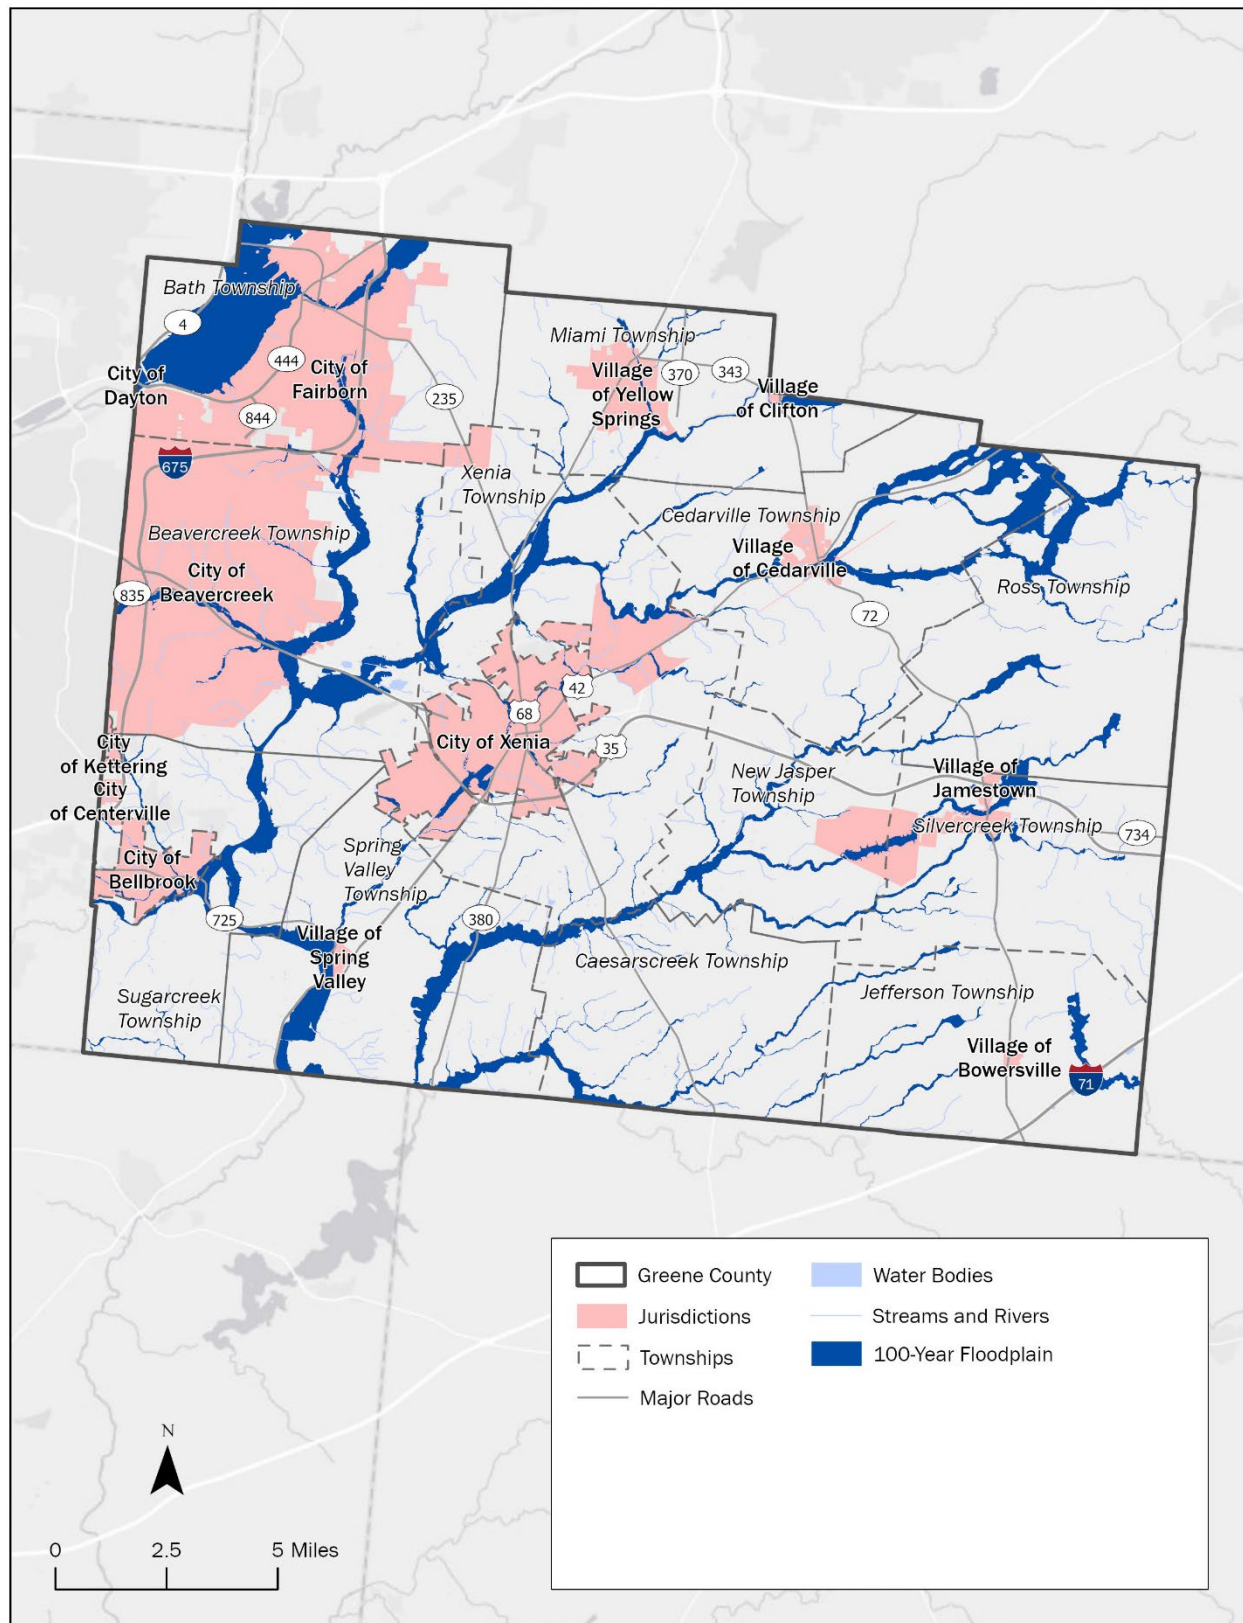 Bath Township
4
City of
Dayton
444
City of
Fairborn
844
235
675
Miami Township
Village
of Yellow
Springs
370
343
Village
of Clifton
Xenia
Township
Beavercreek Township
City of
Beavercreek
835
Cedarville Township
Village
of Cedarville
Ross Township
72
42
68
City of Xenia
35
City
of Kettering
City
of Centerville
City of
Bellbrook
New Jasper
Township
Village of
Jamestown
Silvercreek Township
734
Spring
Valley
Township
725
380
Village of
Spring
Valley
Caesarscreek Township
Sugarcreek
Township
Jefferson Township
Village of
Bowersville
71
Greene County
Jurisdictions
Townships
Major Roads
Water Bodies
Streams and Rivers
100-Year Floodplain
N
0 2.5 5 Miles